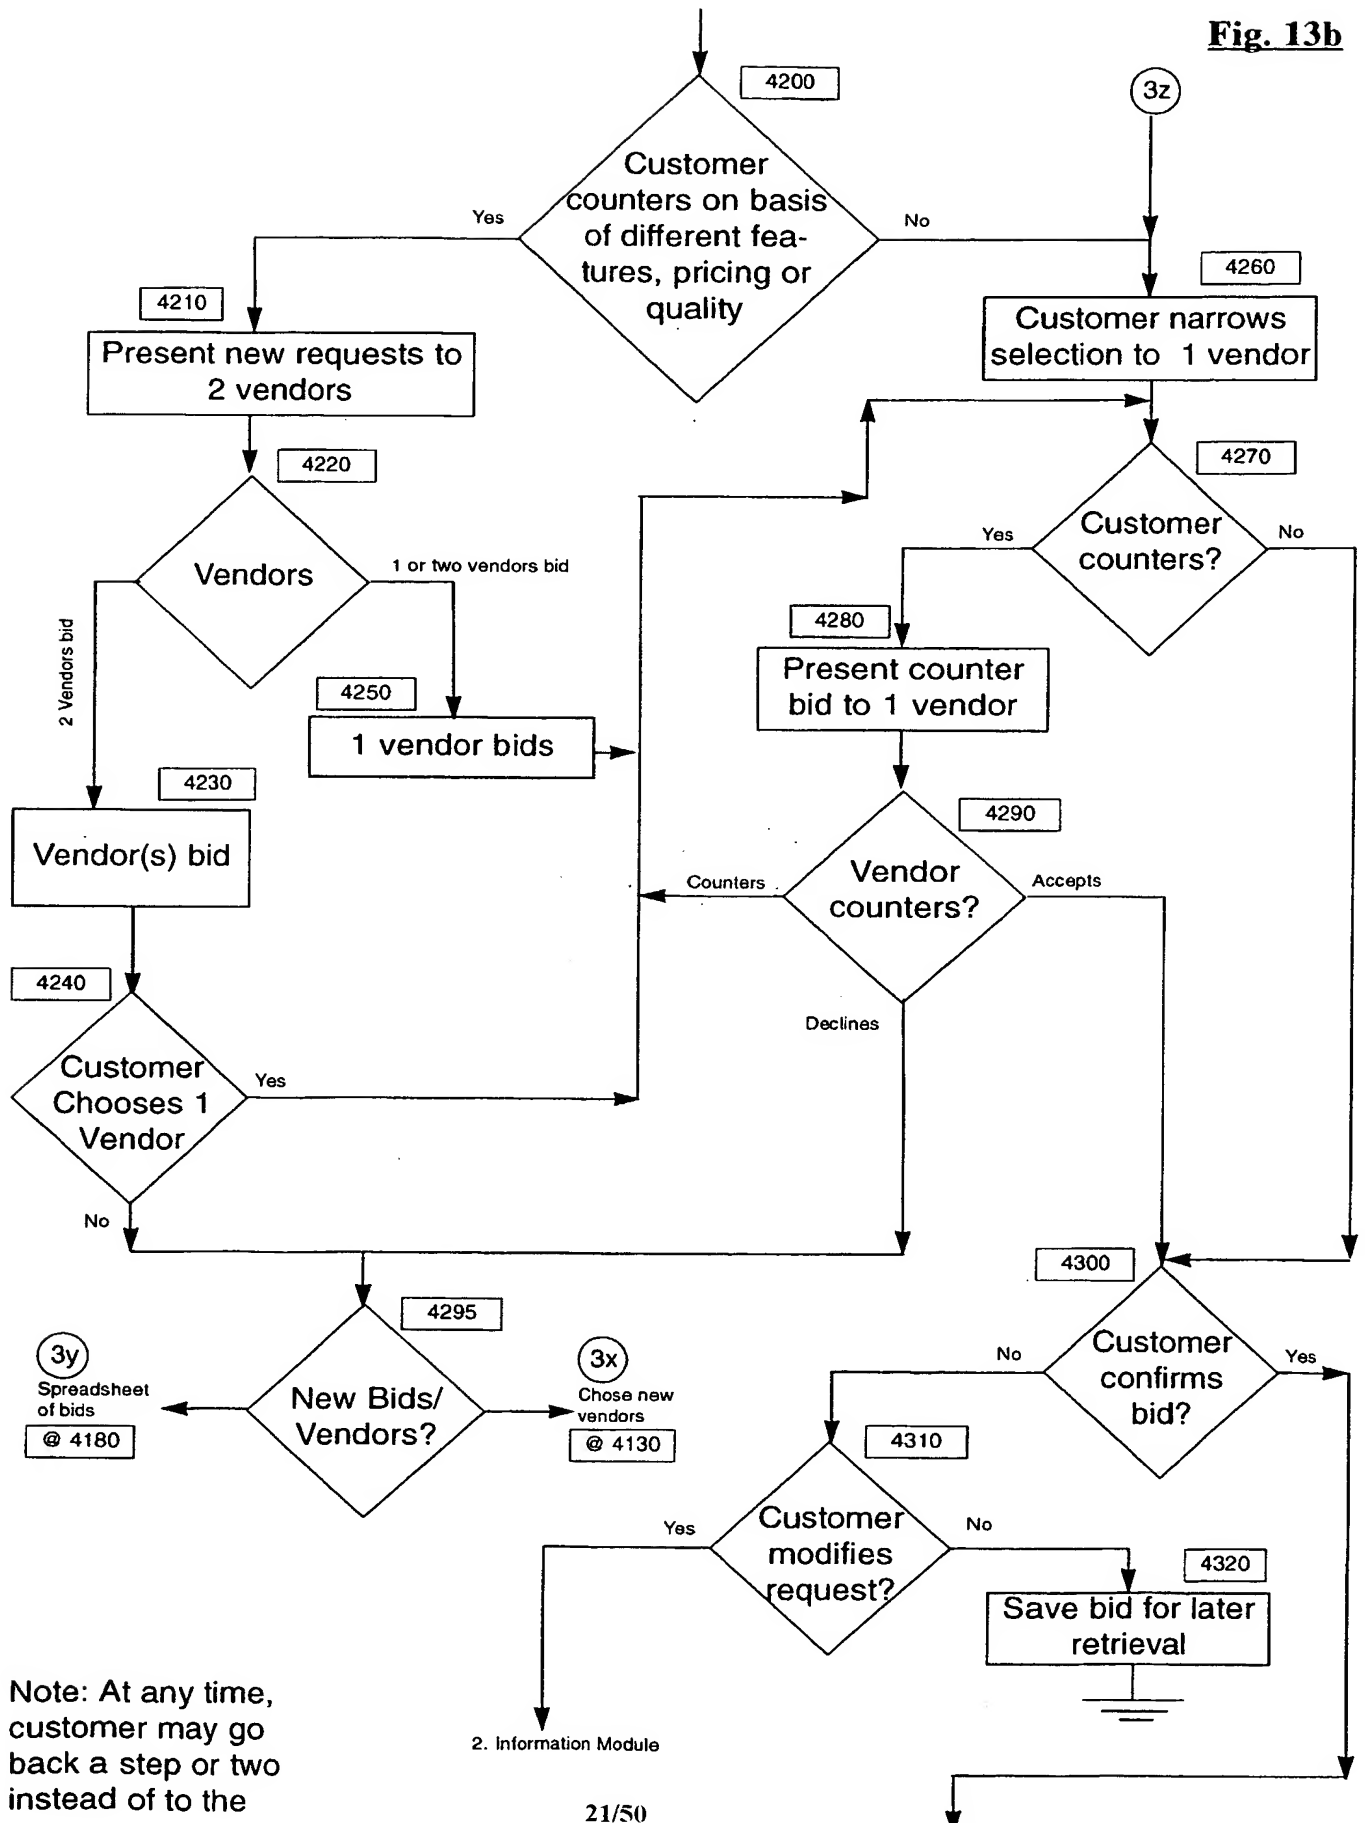 Fig. 13b
4200
3z
Customer
counters on basis
of different fea-
tures, pricing or
quality
Yes
No
4260
4210
Customer narrows
selection to 1 vendor
Present new requests to
2 vendors
4220
4270
Vendors
1 or two vendors bid
Customer
counters?
Yes
No
2 Vendors bid
4280
4250
Present counter
bid to 1 vendor
1 vendor bids
4230
4290
Vendor(s) bid
Vendor
counters?
Counters
Accepts
4240
Declines
Customer
Chooses 1
Vendor
Yes
No
4300
4295
3y
Spreadsheet
of bids
@ 4180
New Bids/
Vendors?
3x
Chose new
vendors
@ 4130
Customer
confirms
bid?
No
Yes
4310
Customer
modifies
request?
Yes
No
4320
Save bid for later
retrieval
2. Information Module
Note: At any time,
customer may go
back a step or two
instead of to the
21/50